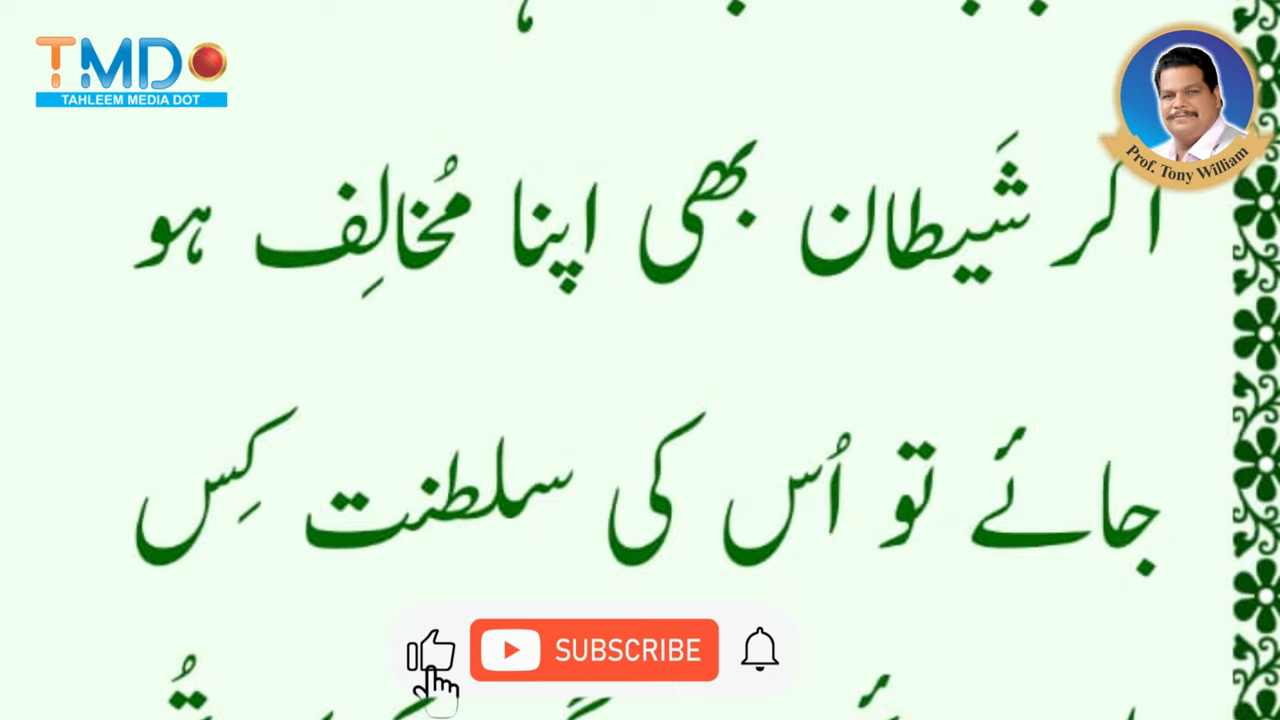 TMD
TAHLEEM MEDIA DOT
Prof. Tony William
اگر شَیطان بھی اپنا مُخالِف ہو
جائے تو اُس کی سلطنت کِس
SUBSCRIBE